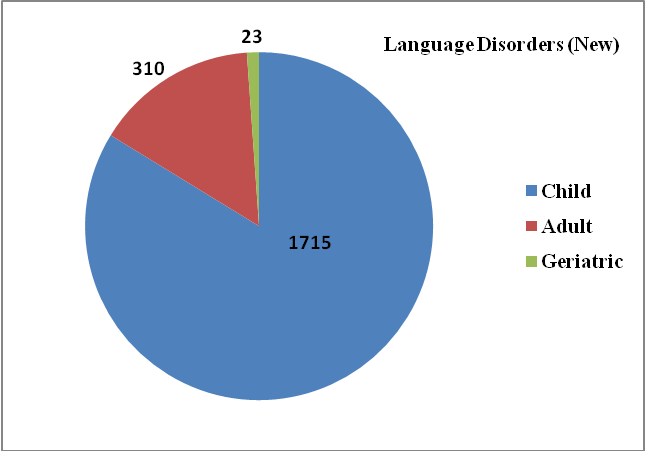 23
Language Disorders (New)
310
Child
Adult
1715
Geriatric